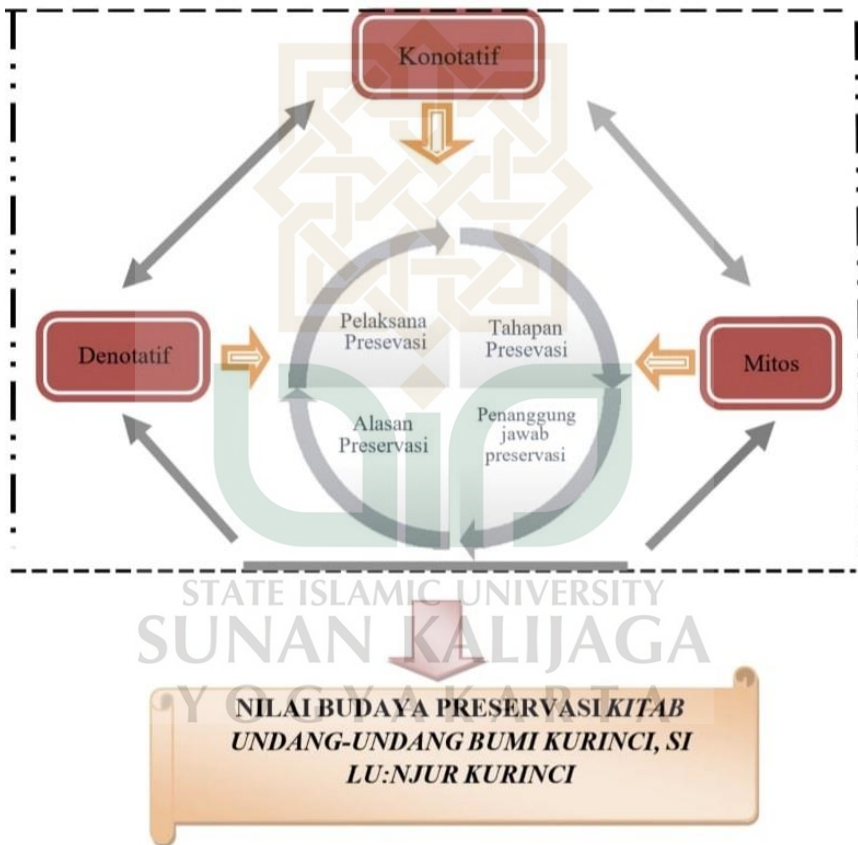 Konotatif
Denotatif
Pelaksana
Presevasi
Tahapan
Presevasi
Mitos
Alasan
Preservasi
Penanggung
jawab
preservasi
STATE ISLAMIC UNIVERSITY
SUNAN KALIJAGA
YOGYAKARTA
NILAI BUDAYA PRESERVASI KITAB
UNDANG-UNDANG BUMI KURINCI, SI
LU:NJUR KURINCI